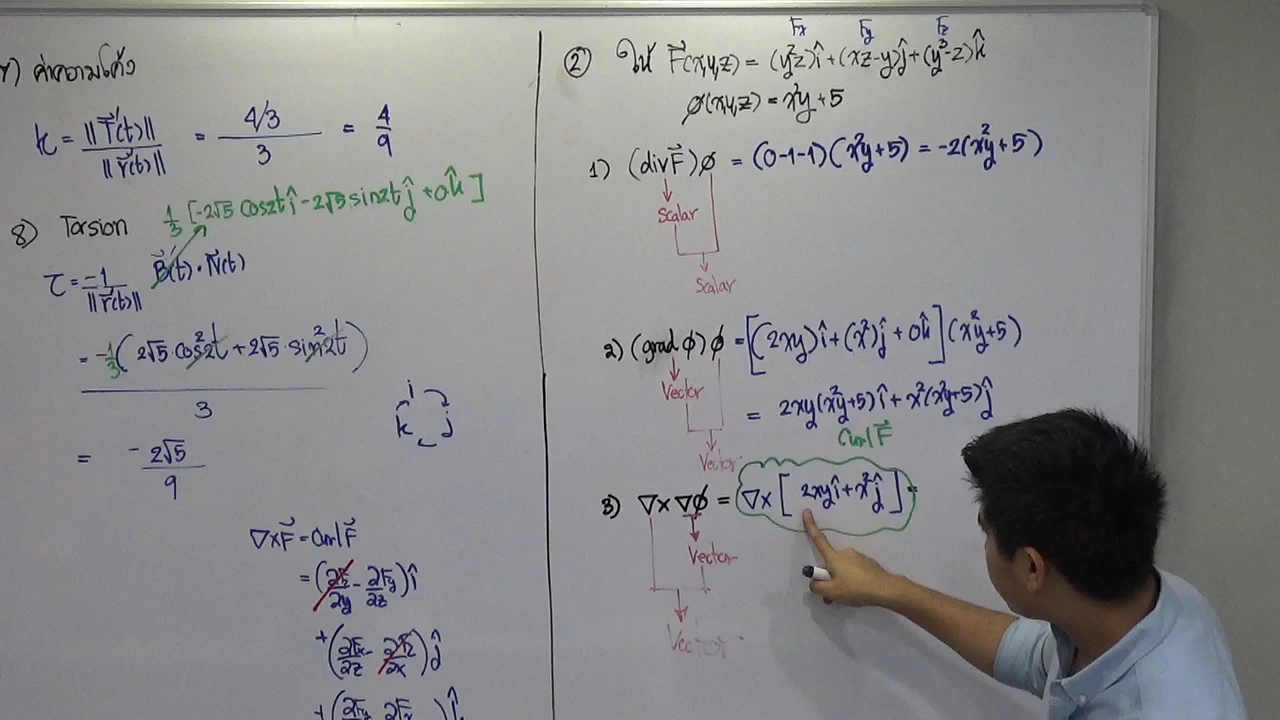 7) ค่าความโค้ง
κ = ‖T⃗′(t)‖ / ‖r⃗′(t)‖ = (4/3) / 3 = 4/9
8) Torsion
1/3 [-2√5 cos2t î - 2√5 sin2t ĵ + 0k̂]
τ = -1/‖r⃗′(t)‖ B⃗′(t) · N⃗(t)
= -1/3 (2√5 cos²2t + 2√5 sin²2t) / 3
= -2√5 / 9
i
k j
∇×F⃗ = curl F⃗
= (∂Fz/∂y - ∂Fy/∂z) î
+ (∂Fx/∂z - ∂Fz/∂x) ĵ
+ (∂Fy ∂Fx ) k̂
Fx Fy Fz
② ให้ F⃗(x,y,z) = (y²z)î + (xz-y)ĵ + (y³-z)k̂
φ(x,y,z) = x²y + 5
1) (div F⃗)φ = (0-1-1)(x²y+5) = -2(x²y+5)
Scalar
Scalar
2) (grad φ)φ = [(2xy)î + (x²)ĵ + 0k̂](x²y+5)
Vector
= 2xy(x²y+5)î + x²(x²y+5)ĵ
Vector
curl F⃗
3) ∇×∇φ = ∇×[2xyî + x²ĵ] =
Vector
Vector